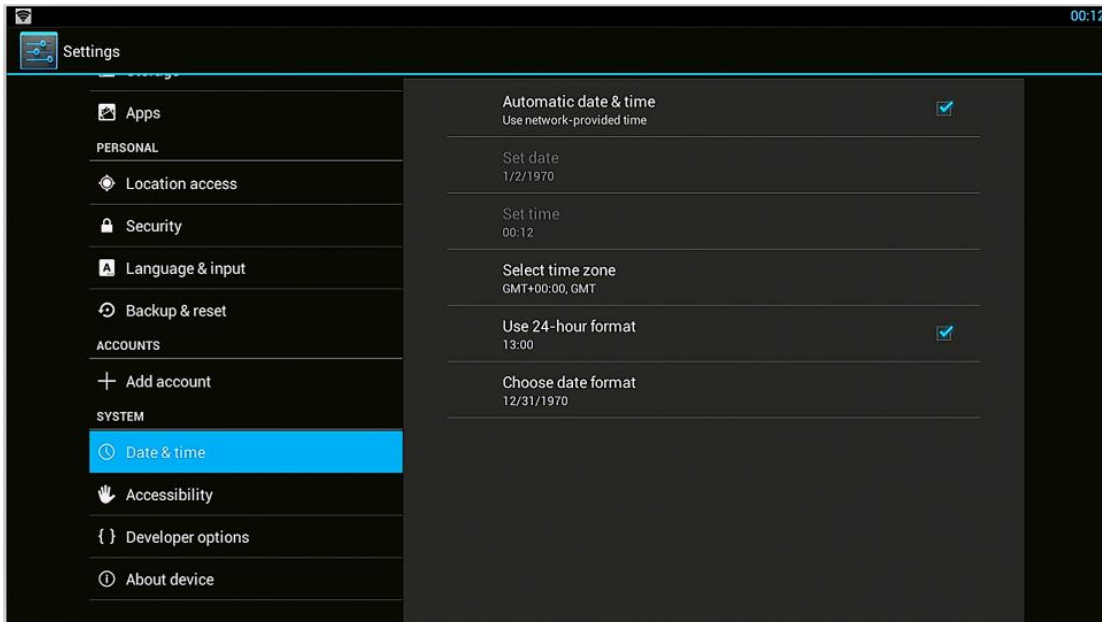 00:12
Settings
Storage
Apps
PERSONAL
Location access
Security
Language & input
Backup & reset
ACCOUNTS
Add account
SYSTEM
Date & time
Accessibility
Developer options
About device
Automatic date & time
Use network-provided time
Set date
1/2/1970
Set time
00:12
Select time zone
GMT+00:00, GMT
Use 24-hour format
13:00
Choose date format
12/31/1970